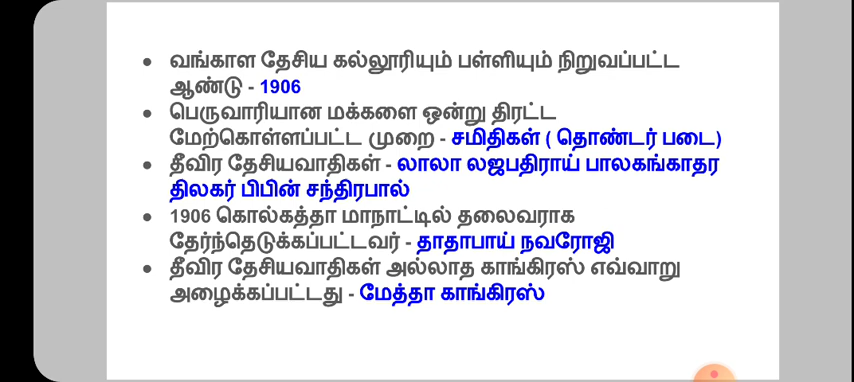 • வங்காள தேசிய கல்லூரியும் பள்ளியும் நிறுவப்பட்ட
ஆண்டு - 1906
• பெருவாரியான மக்களை ஒன்று திரட்ட
மேற்கொள்ளப்பட்ட முறை - சமிதிகள் ( தொண்டர் படை)
• தீவிர தேசியவாதிகள் - லாலா லஜபதிராய் பாலகங்காதர
திலகர் பிபின் சந்திரபால்
• 1906 கொல்கத்தா மாநாட்டில் தலைவராக
தேர்ந்தெடுக்கப்பட்டவர் - தாதாபாய் நவரோஜி
• தீவிர தேசியவாதிகள் அல்லாத காங்கிரஸ் எவ்வாறு
அழைக்கப்பட்டது - மேத்தா காங்கிரஸ்